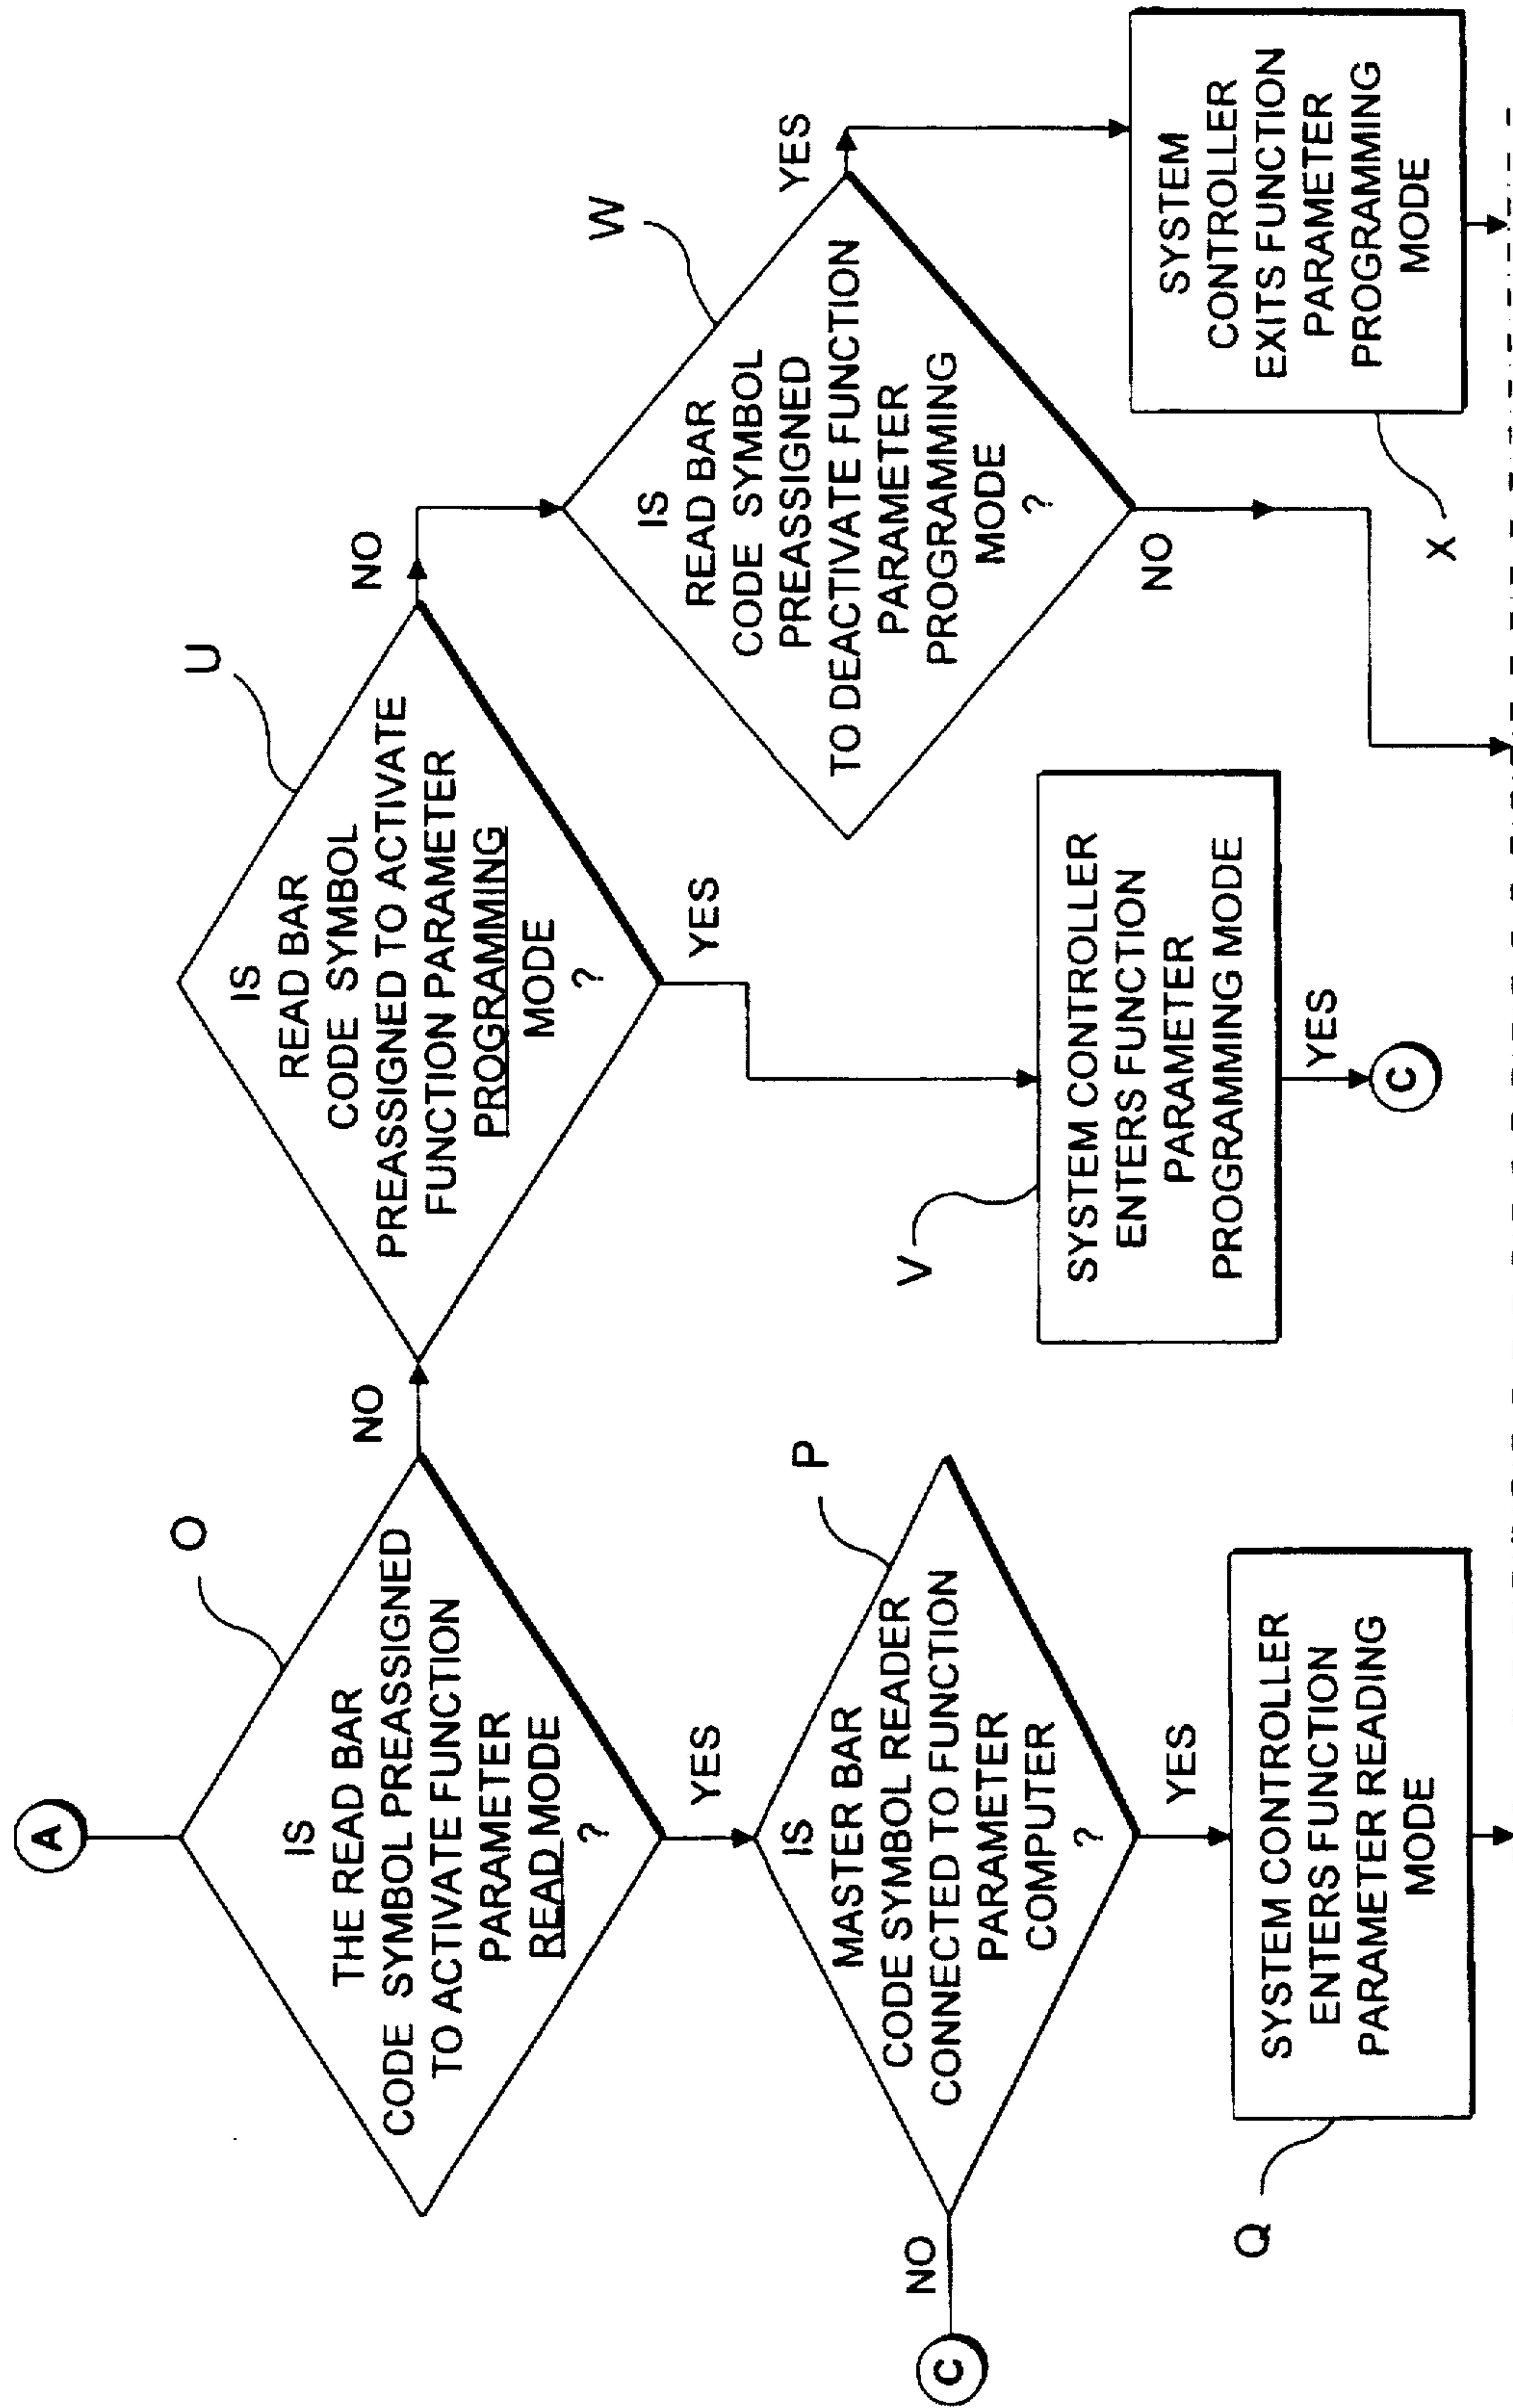 A
O
IS
THE READ BAR
CODE SYMBOL PREASSIGNED
TO ACTIVATE FUNCTION
PARAMETER
READ MODE
?
NO
YES
P
IS
MASTER BAR
CODE SYMBOL READER
CONNECTED TO FUNCTION
PARAMETER
COMPUTER
?
NO
C
YES
Q
SYSTEM CONTROLLER
ENTERS FUNCTION
PARAMETER READING
MODE
U
IS
READ BAR
CODE SYMBOL
PREASSIGNED TO ACTIVATE
FUNCTION PARAMETER
PROGRAMMING
MODE
?
NO
YES
V
SYSTEM CONTROLLER
ENTERS FUNCTION
PARAMETER
PROGRAMMING MODE
YES
C
W
IS
READ BAR
CODE SYMBOL
PREASSIGNED
TO DEACTIVATE FUNCTION
PARAMETER
PROGRAMMING
MODE
?
YES
NO
SYSTEM
CONTROLLER
EXITS FUNCTION
PARAMETER
PROGRAMMING
MODE
X